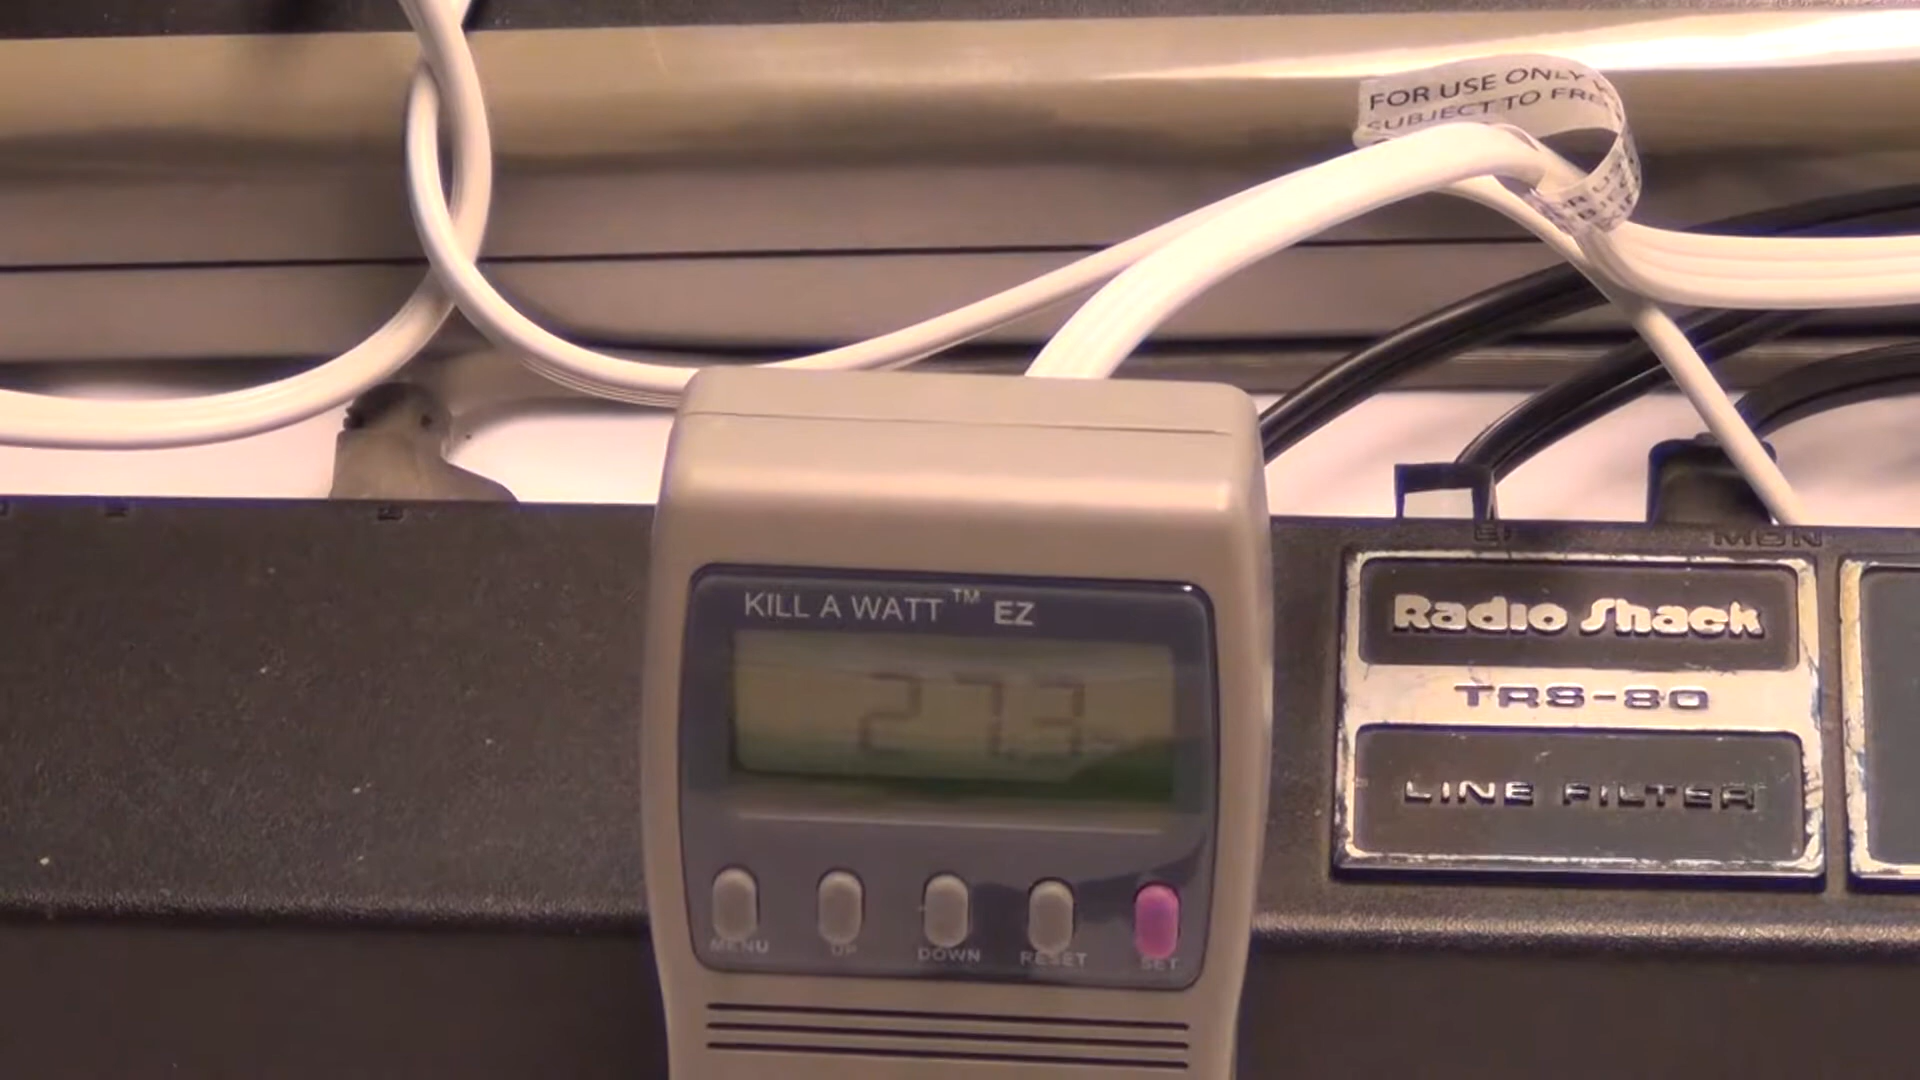 FOR USE ONLY
SUBJECT TO FRE
KILL A WATT™ EZ
27.3
MENU UP DOWN RESET SET
MON
Radio Shack
TRS-80
LINE FILTER